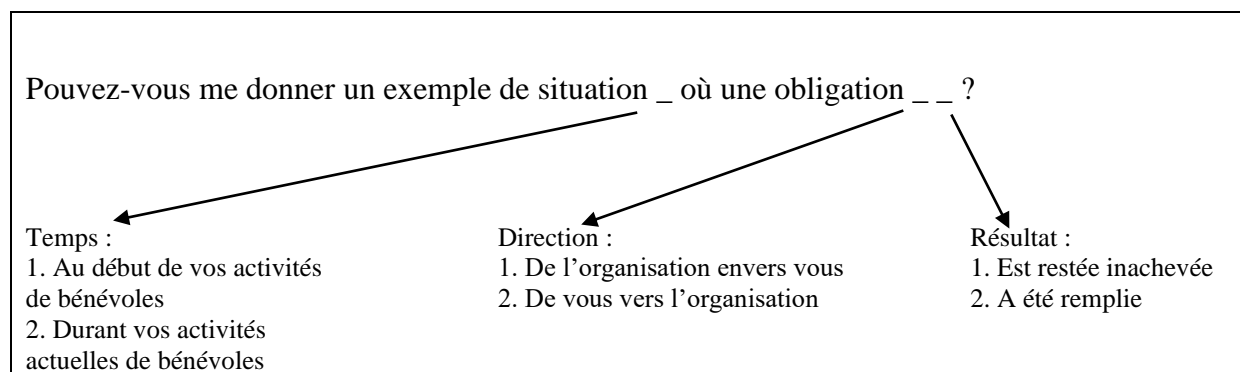 Pouvez-vous me donner un exemple de situation _ où une obligation _ _ ?
Temps :
1. Au début de vos activités
de bénévoles
2. Durant vos activités
actuelles de bénévoles
Direction :
1. De l’organisation envers vous
2. De vous vers l’organisation
Résultat :
1. Est restée inachevée
2. A été remplie